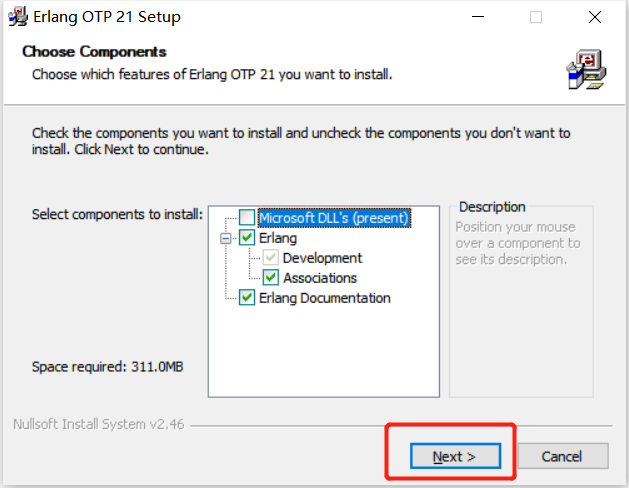 Erlang OTP 21 Setup
Choose Components
Choose which features of Erlang OTP 21 you want to install.
Check the components you want to install and uncheck the components you don't want to
install. Click Next to continue.
Select components to install:
Microsoft DLL's (present)
Erlang
Development
Associations
Erlang Documentation
Description
Position your mouse
over a component to
see its description.
Space required: 311.0MB
Nullsoft Install System v2.46
Next >
Cancel